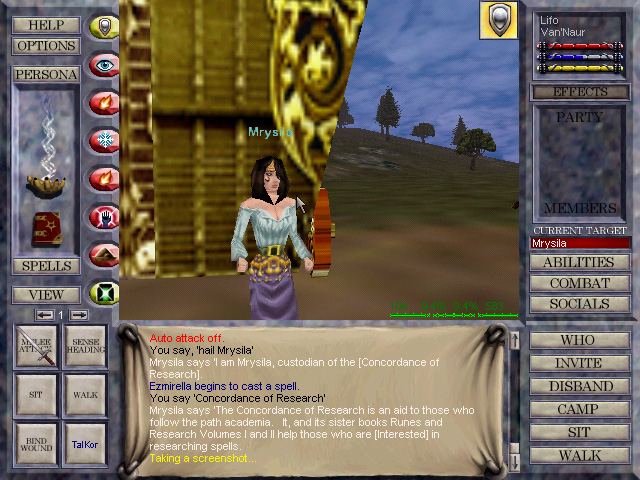 HELP
OPTIONS
PERSONA
SPELLS
VIEW
1
MELEE
ATTACK
SENSE
HEADING
SIT
WALK
BIND
WOUND
TalKor
Mrysila
Lifo
Van'Naur
EFFECTS
PARTY
MEMBERS
CURRENT TARGET
Mrysila
ABILITIES
COMBAT
SOCIALS
WHO
INVITE
DISBAND
CAMP
SIT
WALK
Auto attack off.
You say, 'hail Mrysila'
Mrysila says 'I am Mrysila, custodian of the [Concordance of
Research].
Ezmirella begins to cast a spell.
You say 'Concordance of Research'
Mrysila says 'The Concordance of Research is an aid to those who
follow the path academia.  It, and its sister books Runes and
Research Volumes I and II help those who are [Interested] in
researching spells.
Taking a screenshot...